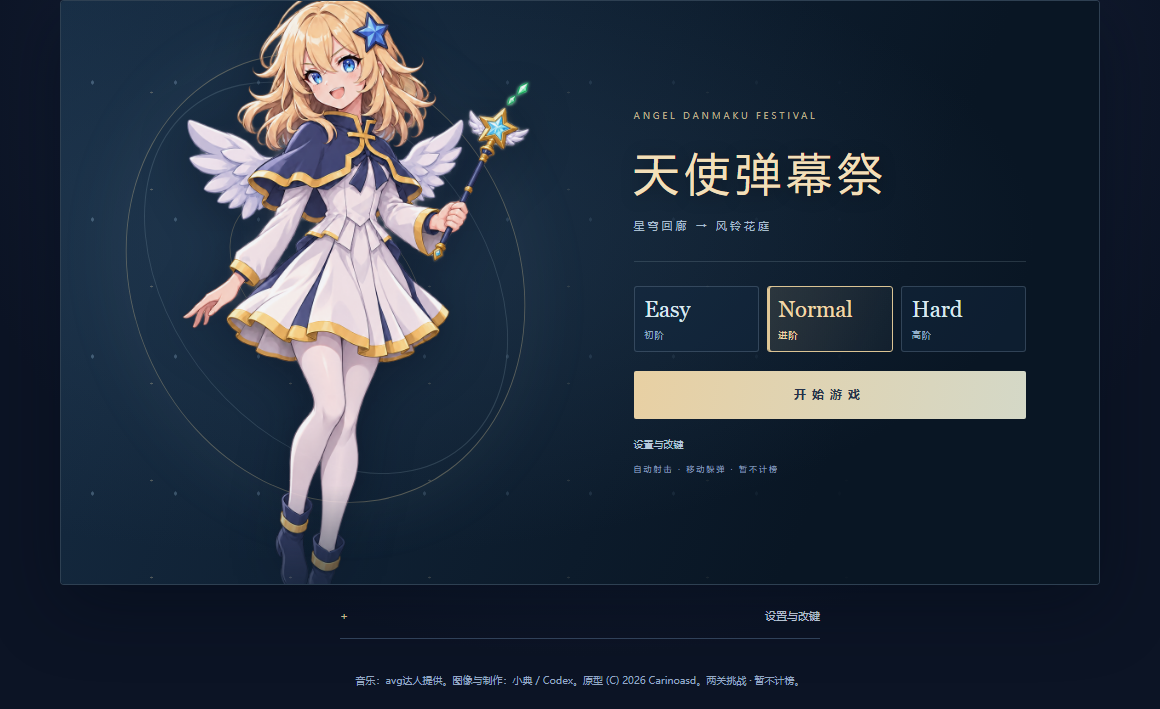 ANGEL DANMAKU FESTIVAL
天使弹幕祭
星穹回廊 → 风铃花庭
Easy
初阶
Normal
进阶
Hard
高阶
开始游戏
设置与改键
自动射击 · 移动躲弹 · 暂不计榜
+
设置与改键
音乐：avg达人提供。图像与制作：小典 / Codex。原型 (C) 2026 Carinoasd。两关挑战 · 暂不计榜。